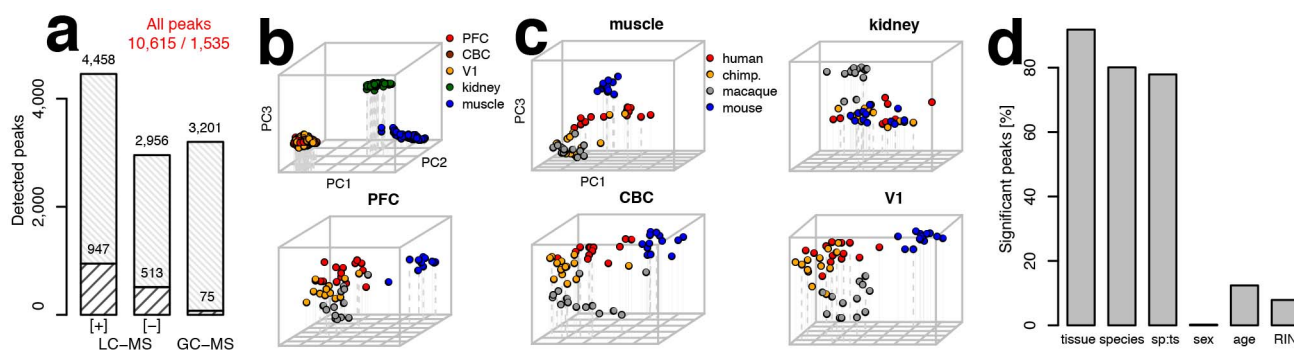 a
All peaks
10,615 / 1,535
Detected peaks
4,000
2,000
0
4,458
2,956
3,201
947
513
75
[+]
[−]
LC−MS
GC−MS
b
PFC
CBC
V1
kidney
muscle
PC3
PC2
PC1
PFC
c
muscle
kidney
human
chimp.
macaque
mouse
PC3
PC1
CBC
V1
d
Significant peaks [%]
80
60
40
20
0
tissue species sp:ts sex age RIN